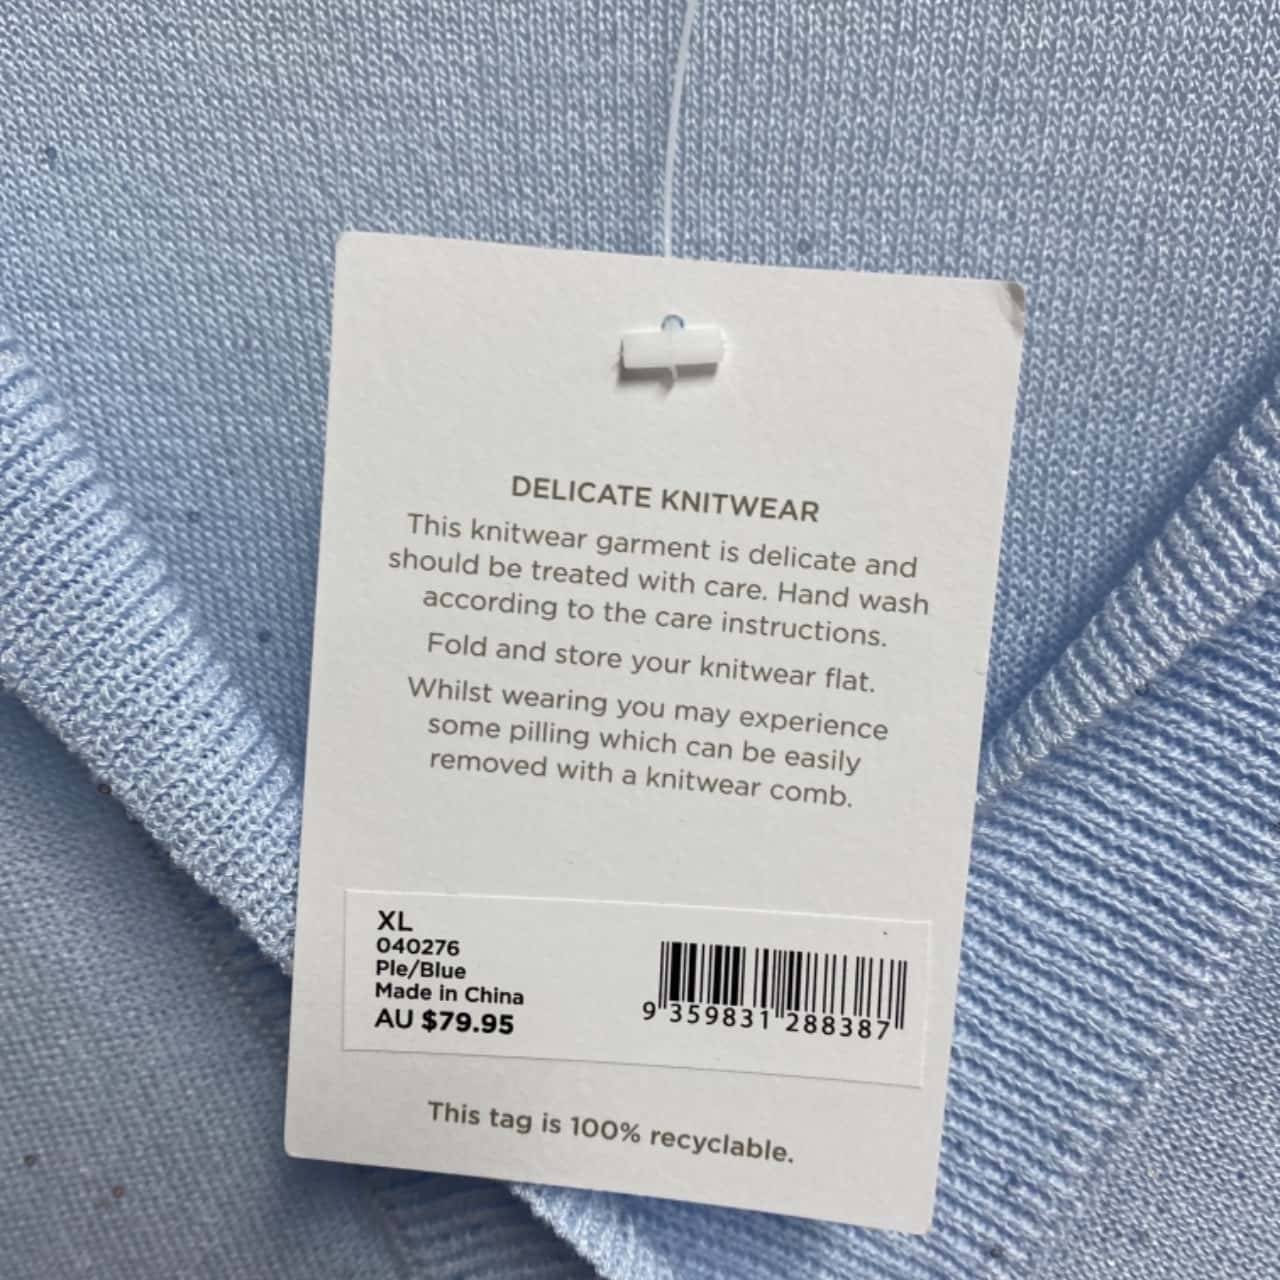 DELICATE KNITWEAR
This knitwear garment is delicate and
should be treated with care. Hand wash
according to the care instructions.
Fold and store your knitwear flat.
Whilst wearing you may experience
some pilling which can be easily
removed with a knitwear comb.
XL
040276
Ple/Blue
Made in China
AU $79.95
9 359831 288387
This tag is 100% recyclable.